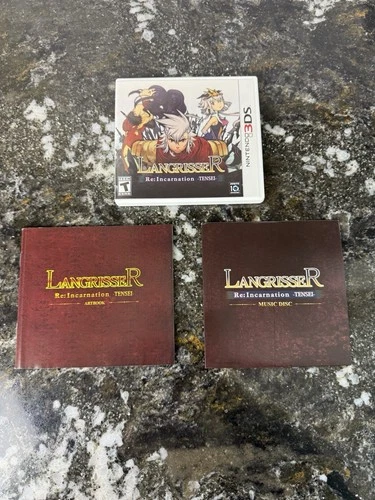 LANGRISSER
Re:Incarnation -TENSEI-
NINTENDO 3DS
T
LANGRISSER
Re:Incarnation -TENSEI-
ARTBOOK
LANGRISSER
Re:Incarnation -TENSEI-
MUSIC DISC